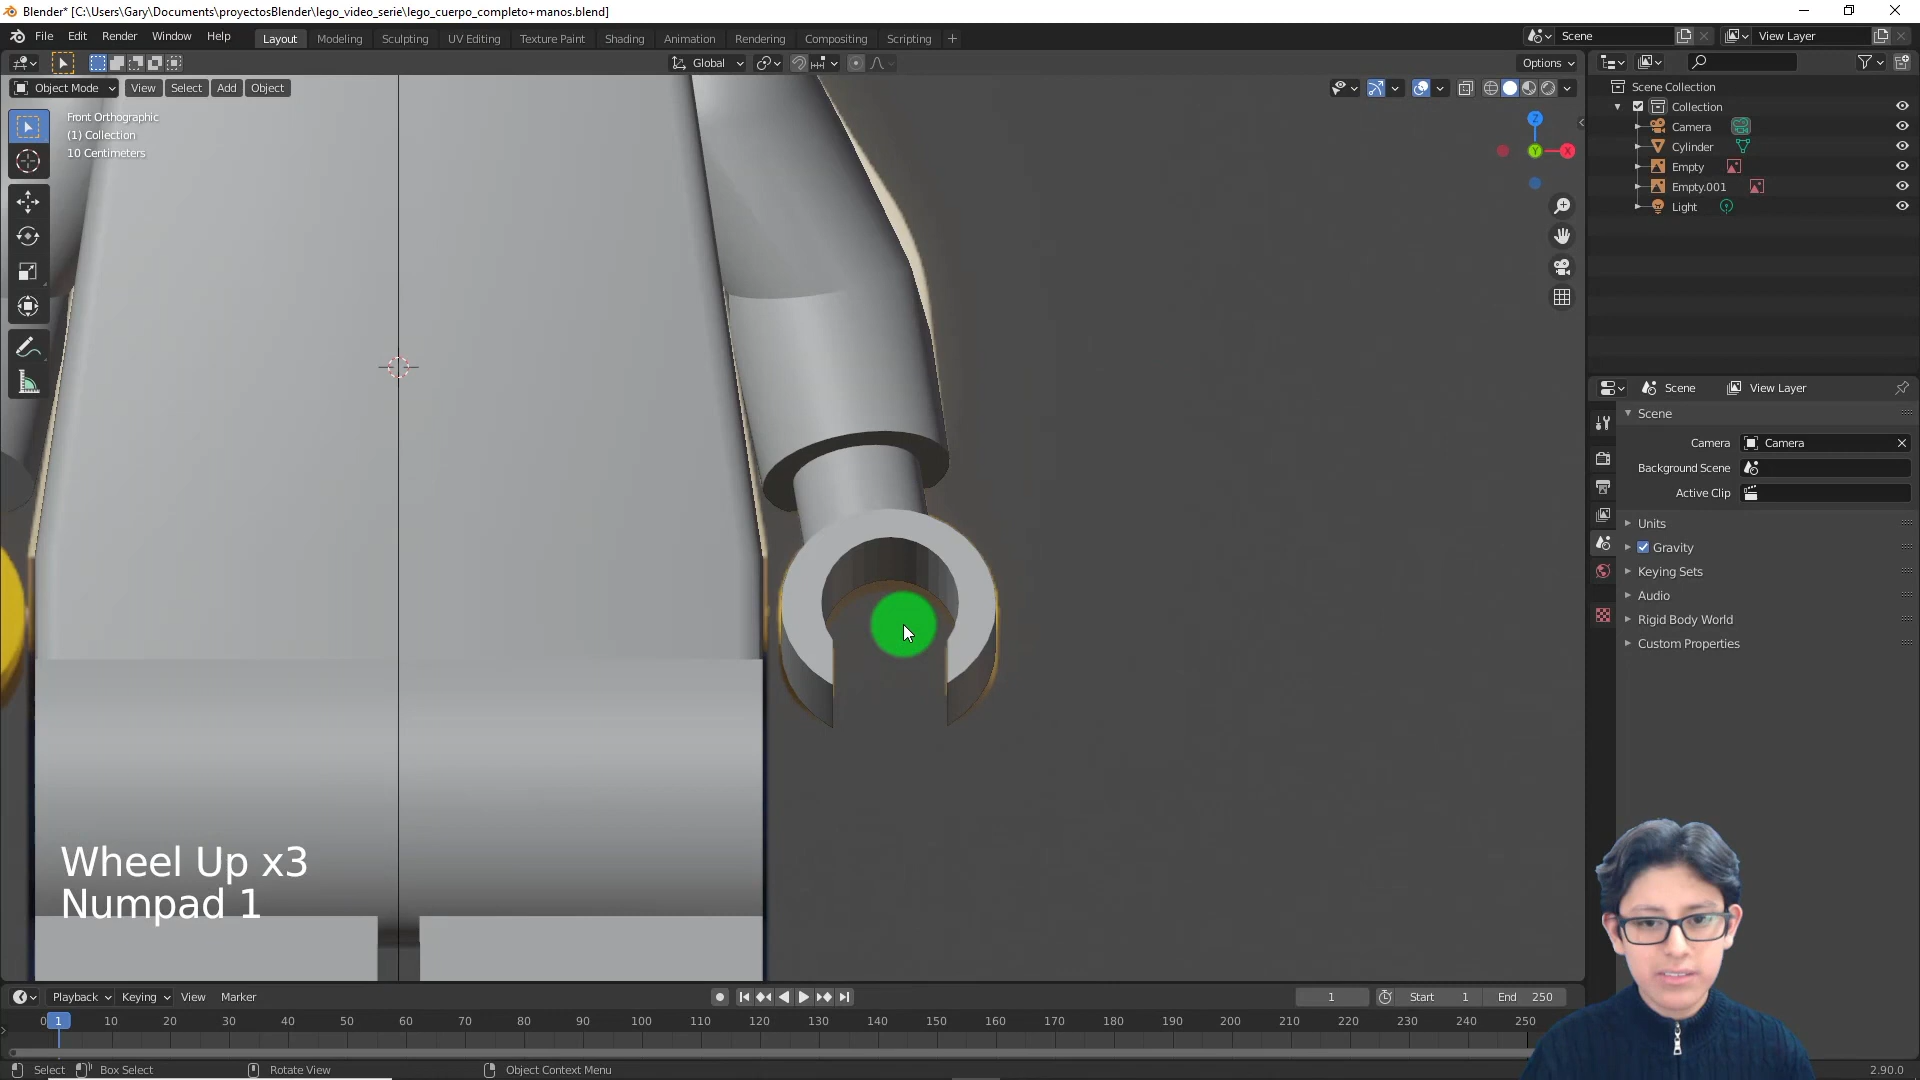 Blender* [C:\Users\Gary\Documents\proyectosBlender\lego_video_serie\lego_cuerpo_completo+manos.blend]
File Edit Render Window Help Layout Modeling Sculpting UV Editing Texture Paint Shading Animation Rendering Compositing Scripting + Scene View Layer
Global Options
Object Mode View Select Add Object
Front Orthographic
(1) Collection
10 Centimeters
Z
Y
X
Scene Collection
Collection
Camera
Cylinder
Empty
Empty.001
Light
Scene View Layer
Scene
Camera Camera
Background Scene
Active Clip
Units
Gravity
Keying Sets
Audio
Rigid Body World
Custom Properties
Wheel Up x3
Numpad 1
Playback Keying View Marker 1 Start 1 End 250
0 1 10 20 30 40 50 60 70 80 90 100 110 120 130 140 150 160 170 180 190 200 210 220 230 240 250
Select Box Select Rotate View Object Context Menu 2.90.0